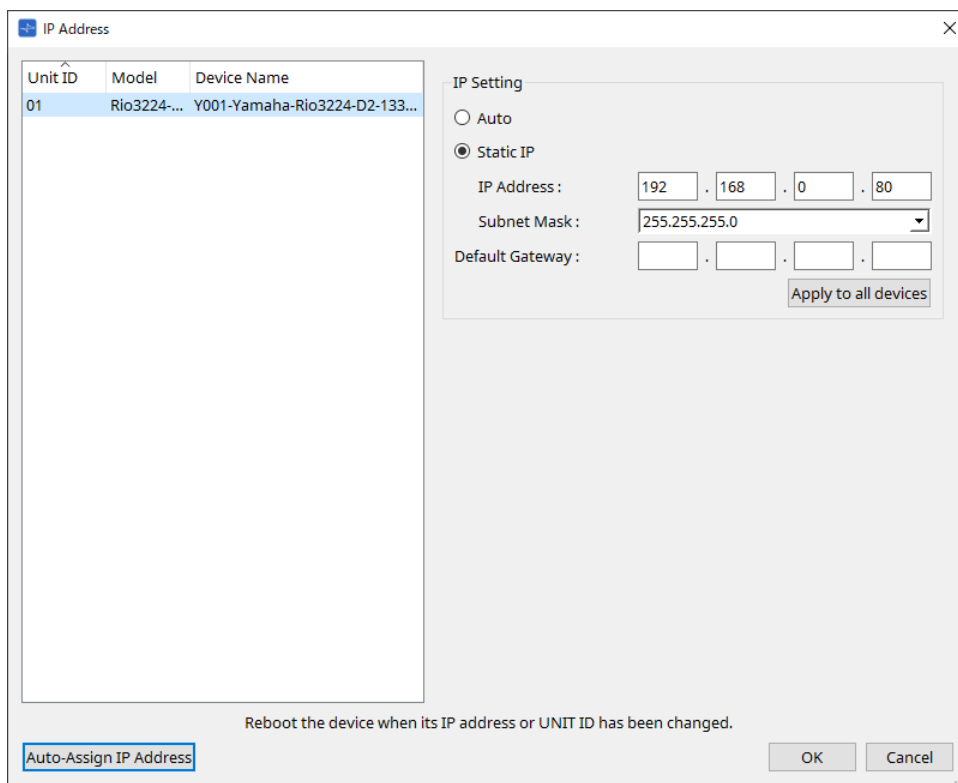 IP Address
Unit ID Model Device Name
01 Rio3224-... Y001-Yamaha-Rio3224-D2-133...
IP Setting
Auto
Static IP
IP Address : 192 . 168 . 0 . 80
Subnet Mask : 255.255.255.0
Default Gateway : . . .
Apply to all devices
Reboot the device when its IP address or UNIT ID has been changed.
Auto-Assign IP Address OK Cancel